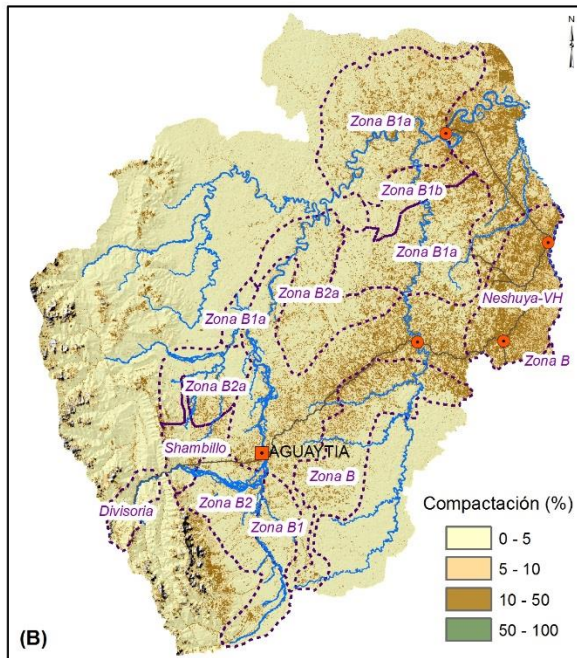 N
Zona B1a
Zona B1b
Zona B1a
Zona B2a
Neshuya-VH
Zona B1a
Zona B
Zona B2a
Shambillo
AGUAYTIA
Zona B
Divisoria
Zona B2
Zona B1
Compactación (%)
0 - 5
5 - 10
10 - 50
50 - 100
(B)